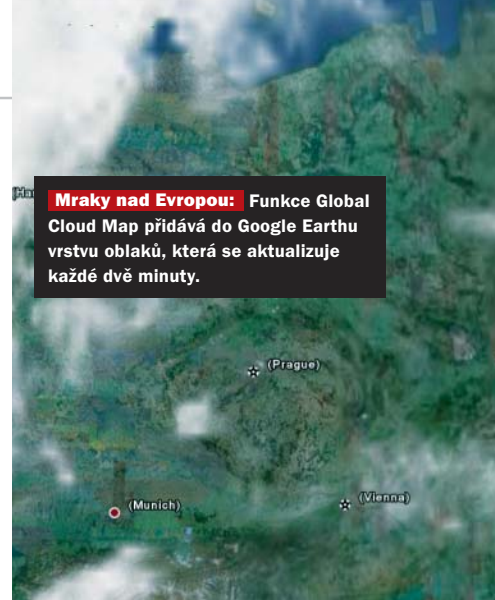 Mraky nad Evropou: Funkce Global
Cloud Map přidává do Google Earthu
vrstvu oblaků, která se aktualizuje
každé dvě minuty.
(Prague)
(Vienna)
(Munich)